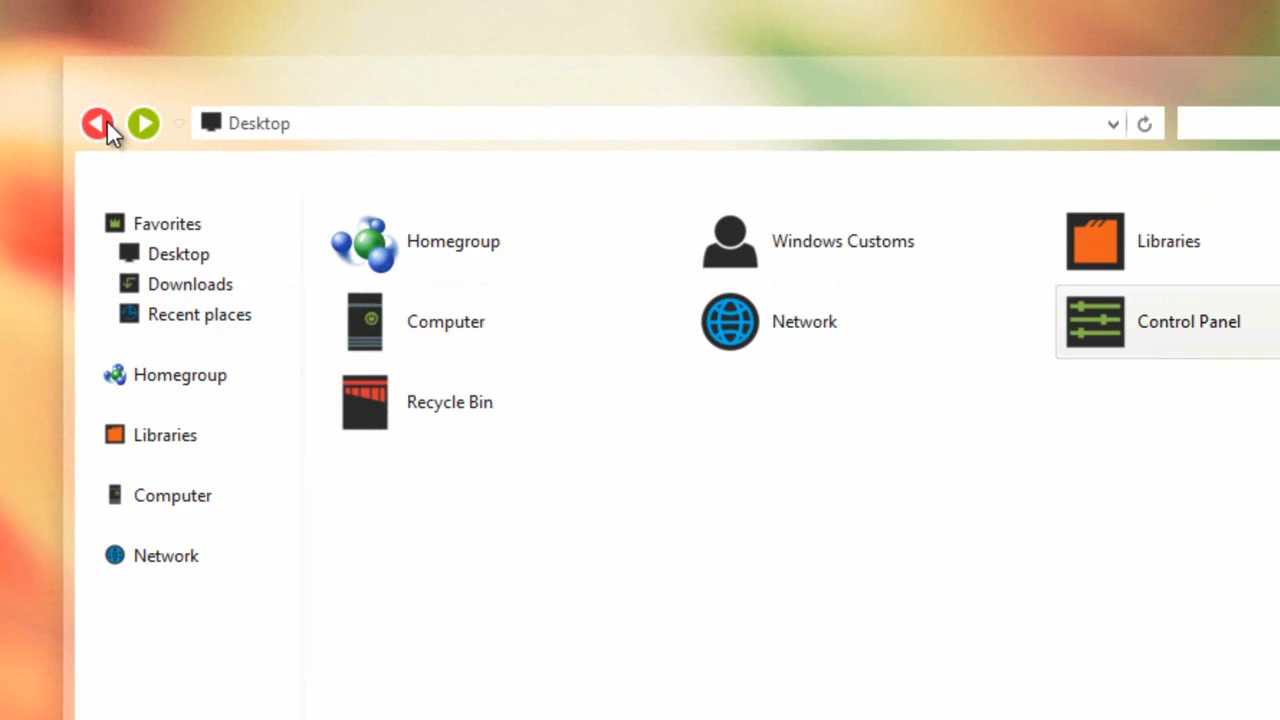 Desktop
Favorites
Desktop
Downloads
Recent places
Homegroup
Libraries
Computer
Network
Homegroup
Windows Customs
Libraries
Computer
Network
Control Panel
Recycle Bin